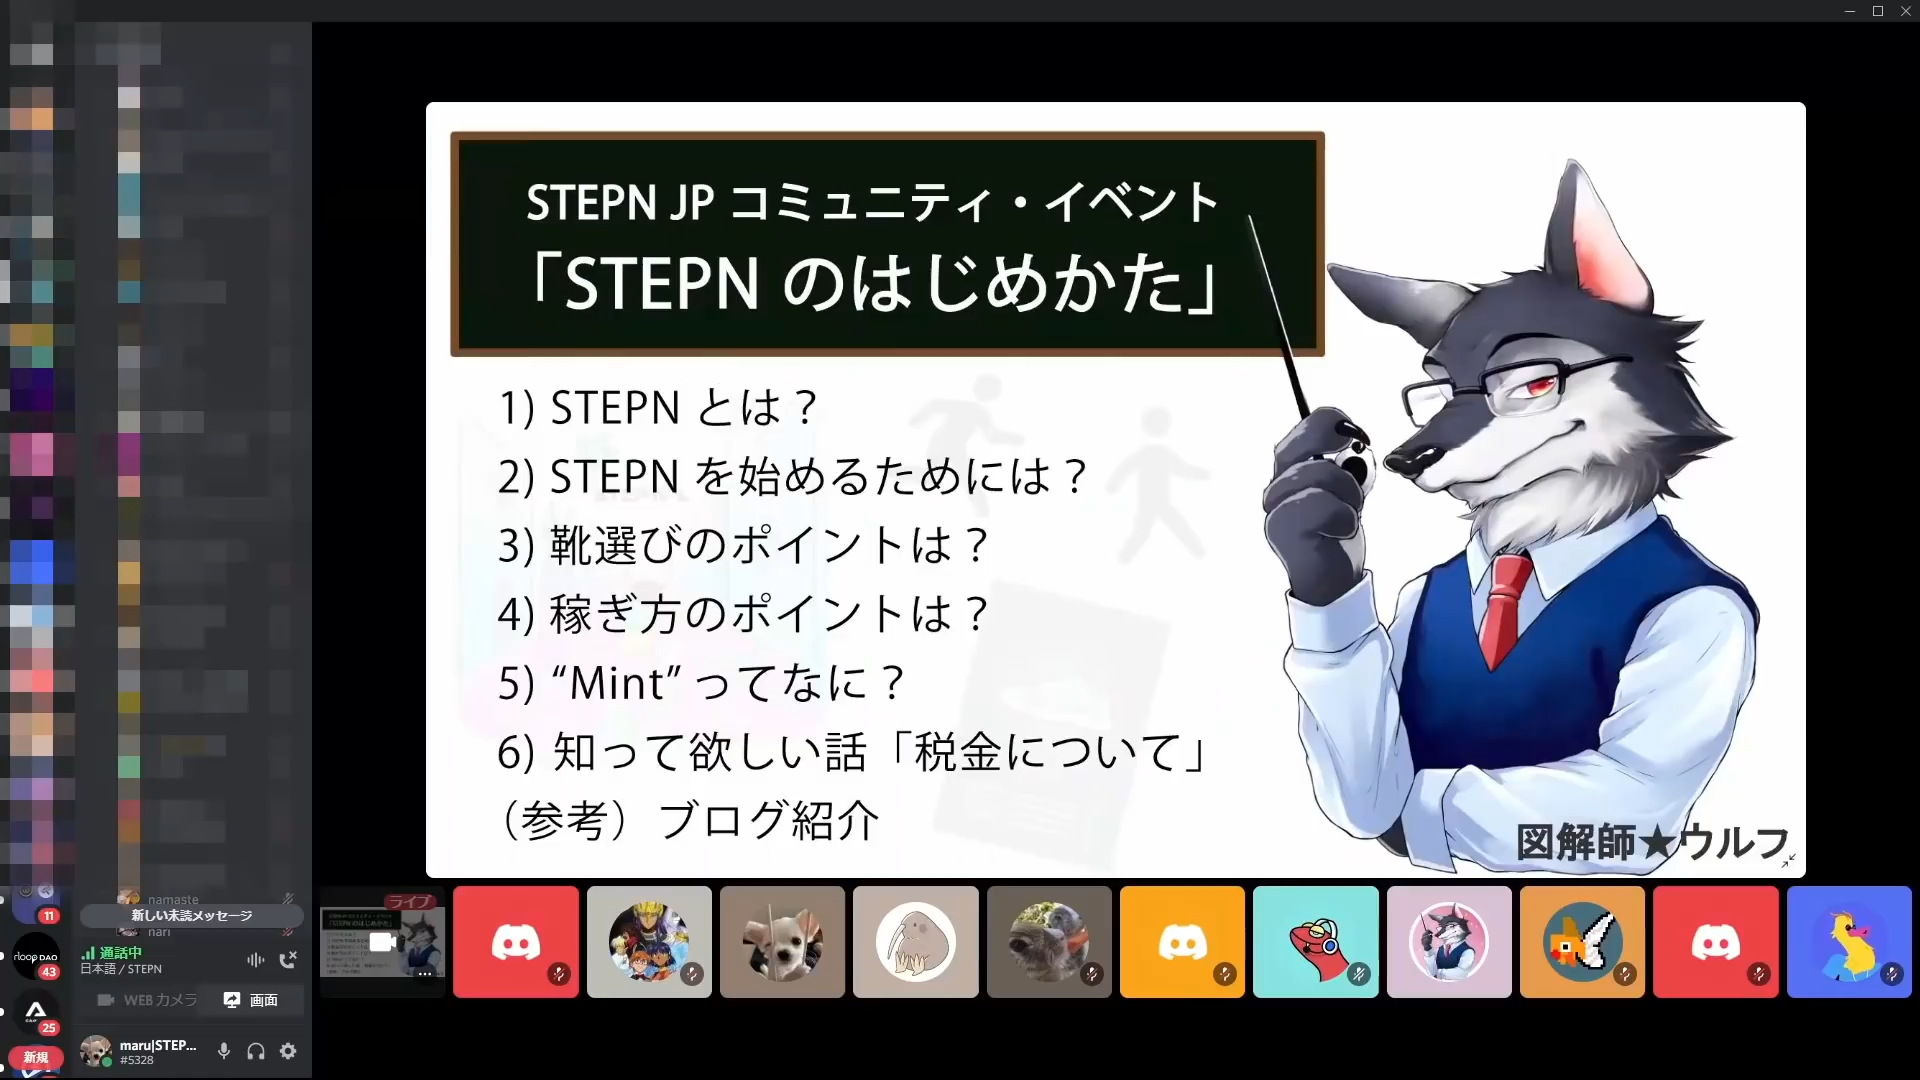 STEPN JP コミュニティ・イベント
「STEPN のはじめかた」
1) STEPN とは？
2) STEPN を始めるためには？
3) 靴選びのポイントは？
4) 稼ぎ方のポイントは？
5) “Mint” ってなに？
6) 知って欲しい話「税金について」
（参考）ブログ紹介
図解師★ウルフ
namaste
新しい未読メッセージ
nari
11
通話中
日本語 / STEPN
43
WEB カメラ
画面
25
新規
maru|STEP...
#5328
ライブ